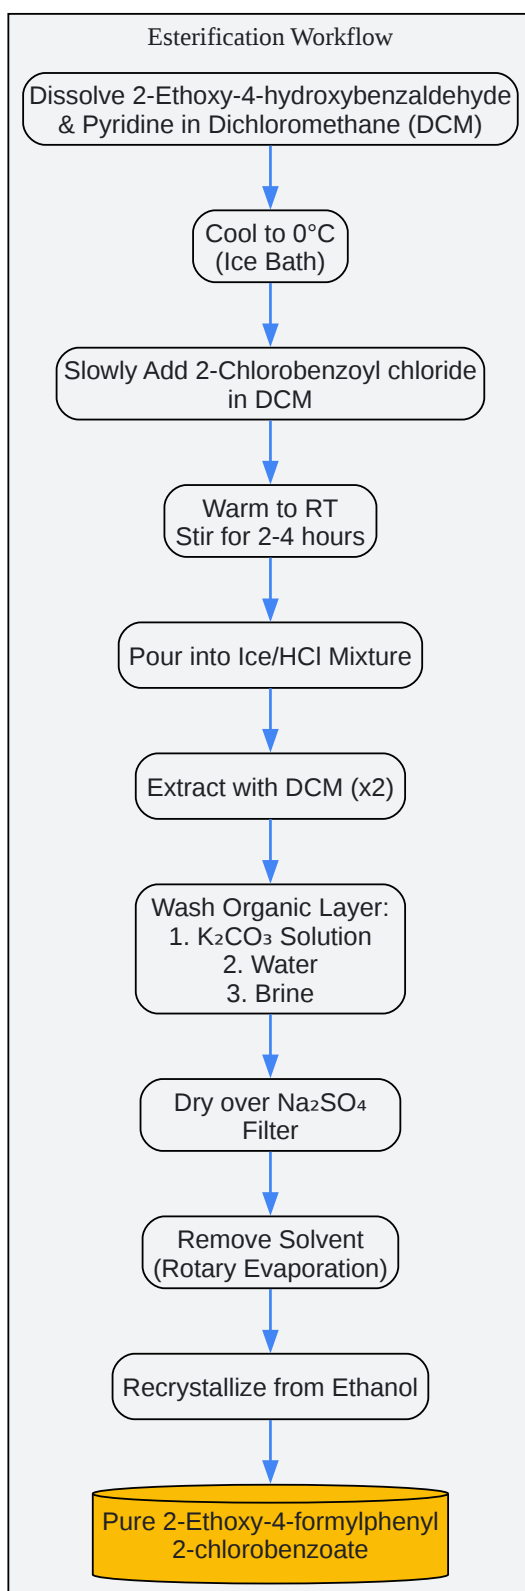 Esterification Workflow
Dissolve 2-Ethoxy-4-hydroxybenzaldehyde
& Pyridine in Dichloromethane (DCM)
Cool to 0°C
(Ice Bath)
Slowly Add 2-Chlorobenzoyl chloride
in DCM
Warm to RT
Stir for 2-4 hours
Pour into Ice/HCl Mixture
Extract with DCM (x2)
Wash Organic Layer:
1. K₂CO₃ Solution
2. Water
3. Brine
Dry over Na₂SO₄
Filter
Remove Solvent
(Rotary Evaporation)
Recrystallize from Ethanol
Pure 2-Ethoxy-4-formylphenyl
2-chlorobenzoate